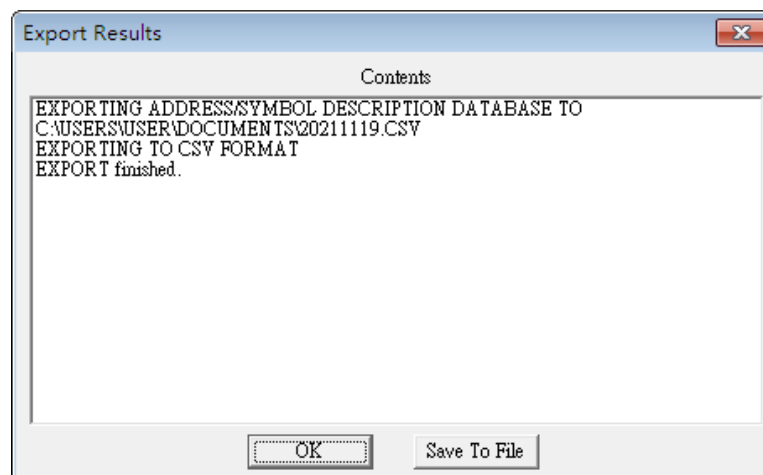 Export Results
Contents
EXPORTING ADDRESS/SYMBOL DESCRIPTION DATABASE TO
C:\USERS\USER\DOCUMENTS\20211119.CSV
EXPORTING TO CSV FORMAT
EXPORT finished.
OK
Save To File